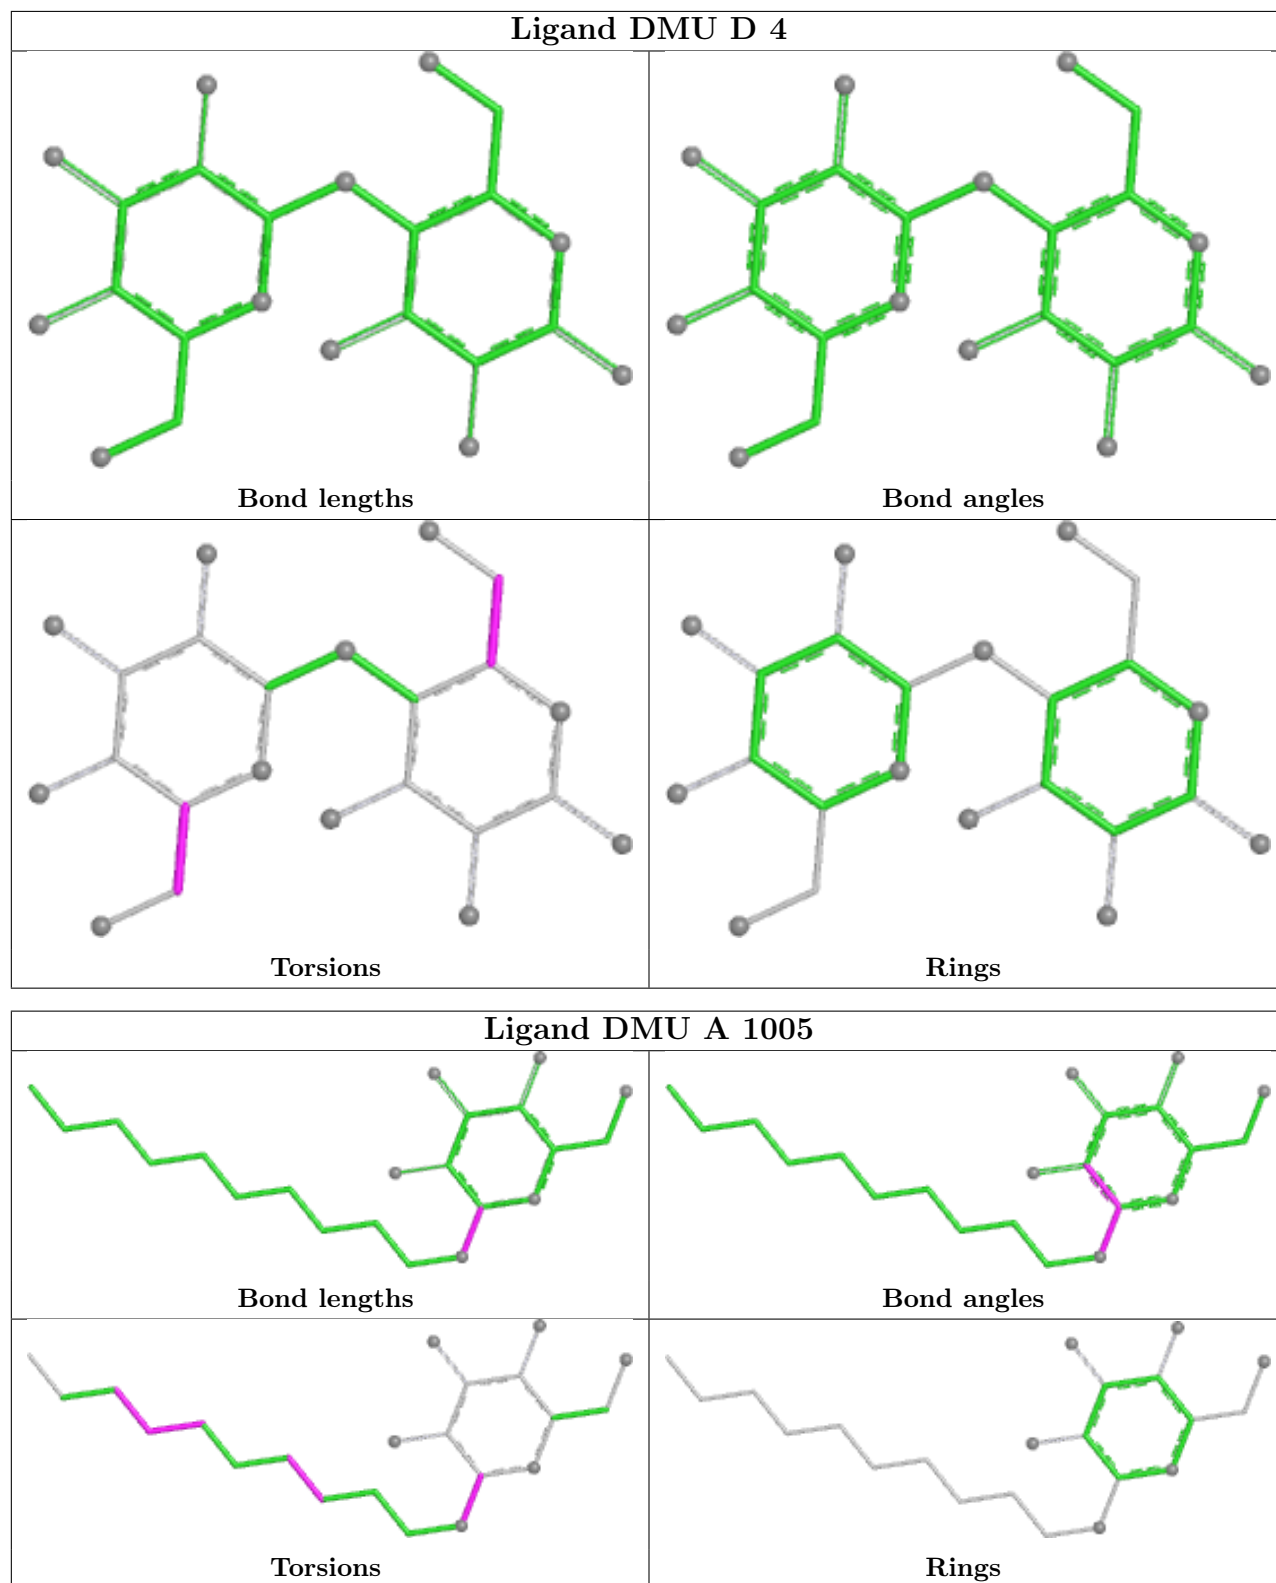 Ligand DMU D 4
Bond lengths
Bond angles
Torsions
Rings
Ligand DMU A 1005
Bond lengths
Bond angles
Torsions
Rings